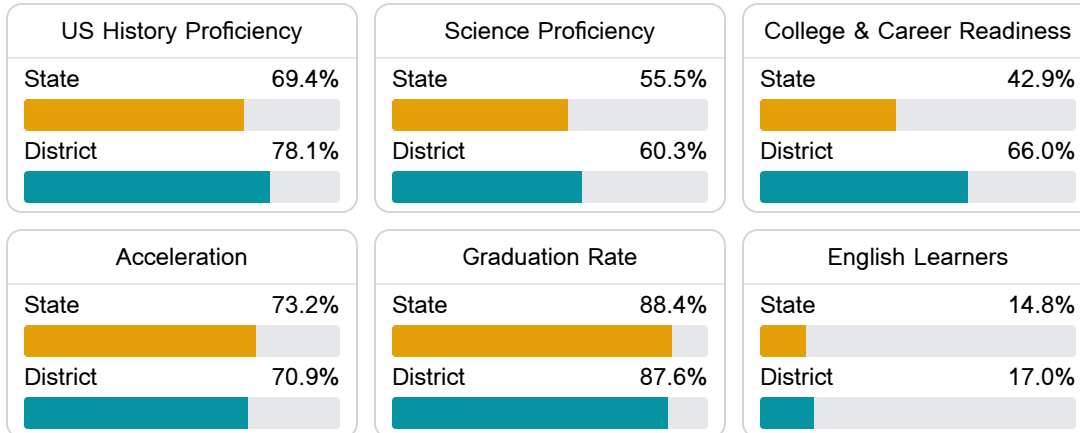 US History Proficiency
State 69.4%
District 78.1%
Science Proficiency
State 55.5%
District 60.3%
College & Career Readiness
State 42.9%
District 66.0%
Acceleration
State 73.2%
District 70.9%
Graduation Rate
State 88.4%
District 87.6%
English Learners
State 14.8%
District 17.0%